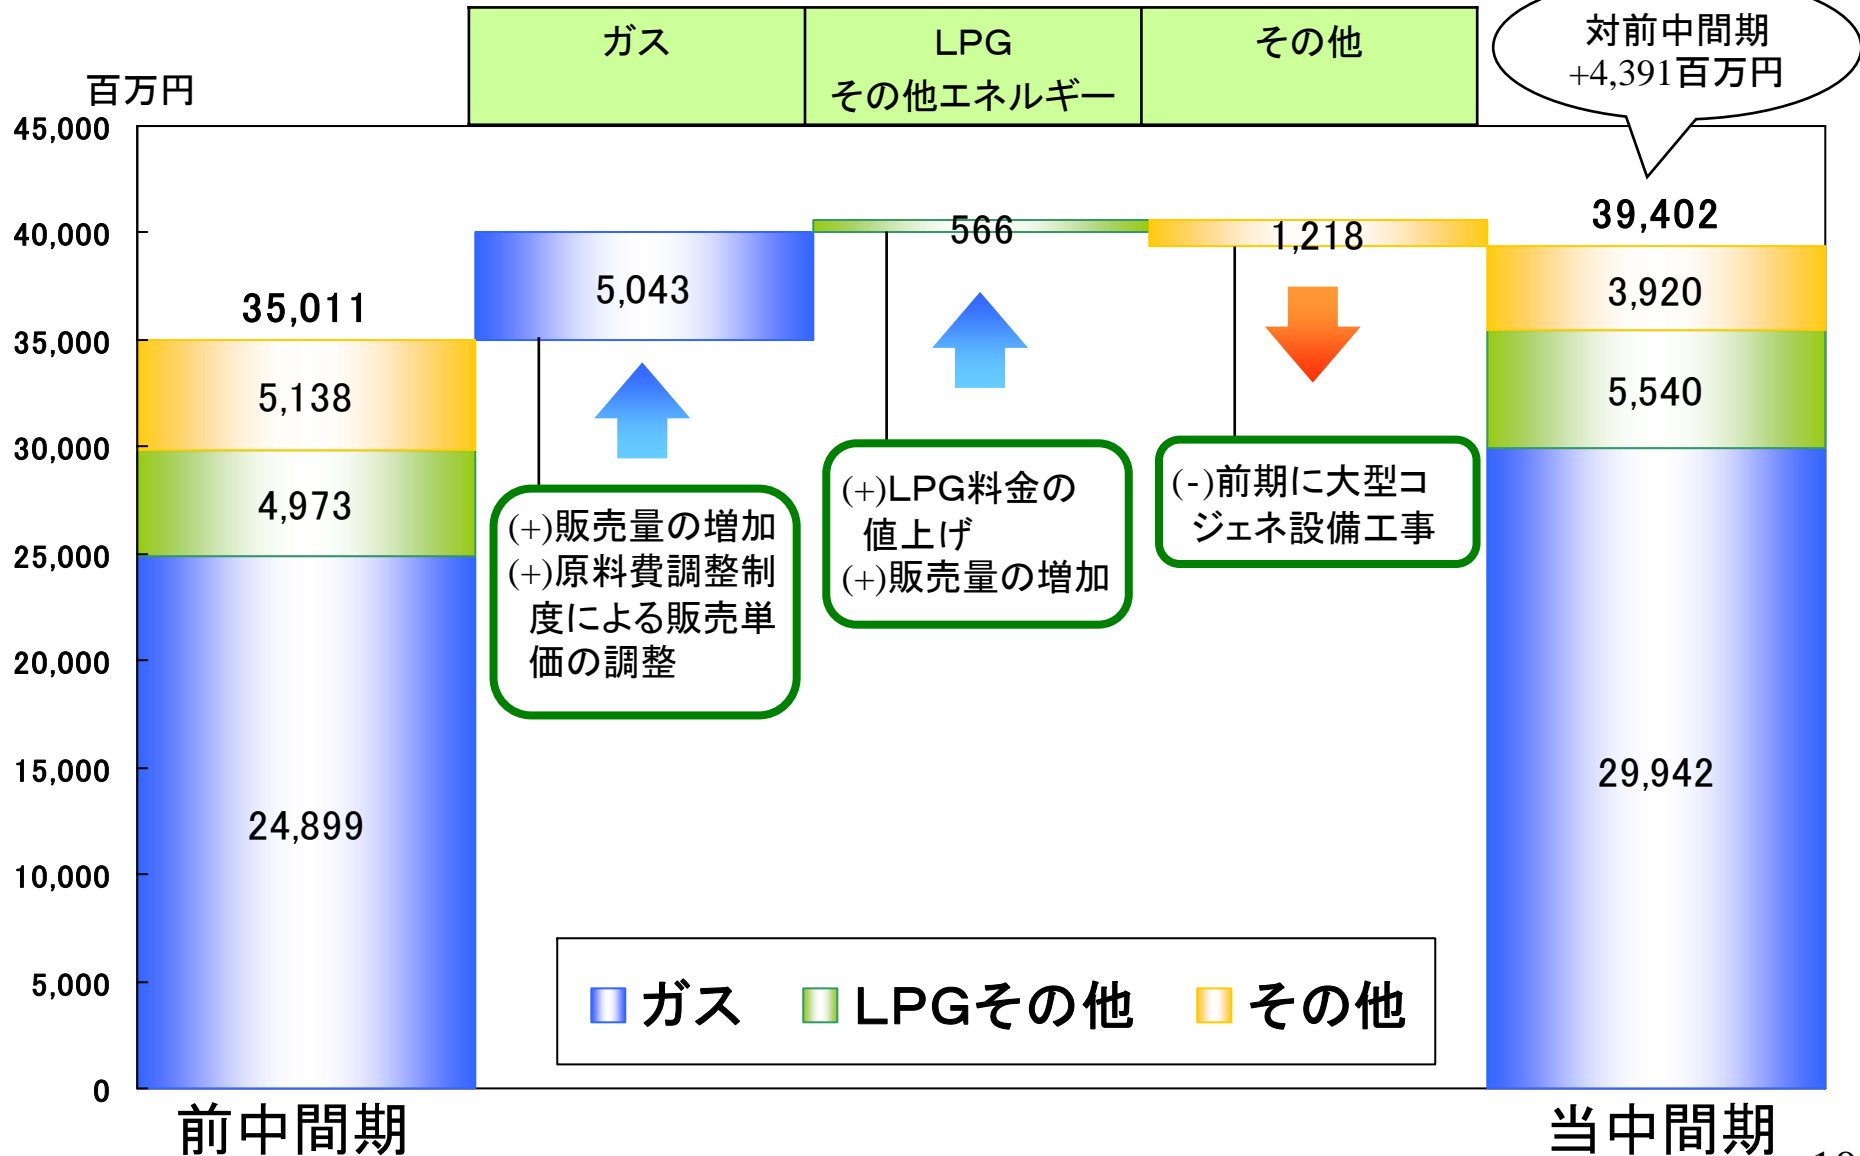 ガス
LPG
その他エネルギー
その他
対前中間期
+4,391百万円
百万円
45,000
40,000
35,000
30,000
25,000
20,000
15,000
10,000
5,000
0
35,011
5,138
4,973
24,899
5,043
566
1,218
39,402
3,920
5,540
29,942
(+)販売量の増加
(+)原料費調整制
度による販売単
価の調整
(+)LPG料金の
値上げ
(+)販売量の増加
(-)前期に大型コ
ジェネ設備工事
ガス
LPGその他
その他
前中間期
当中間期